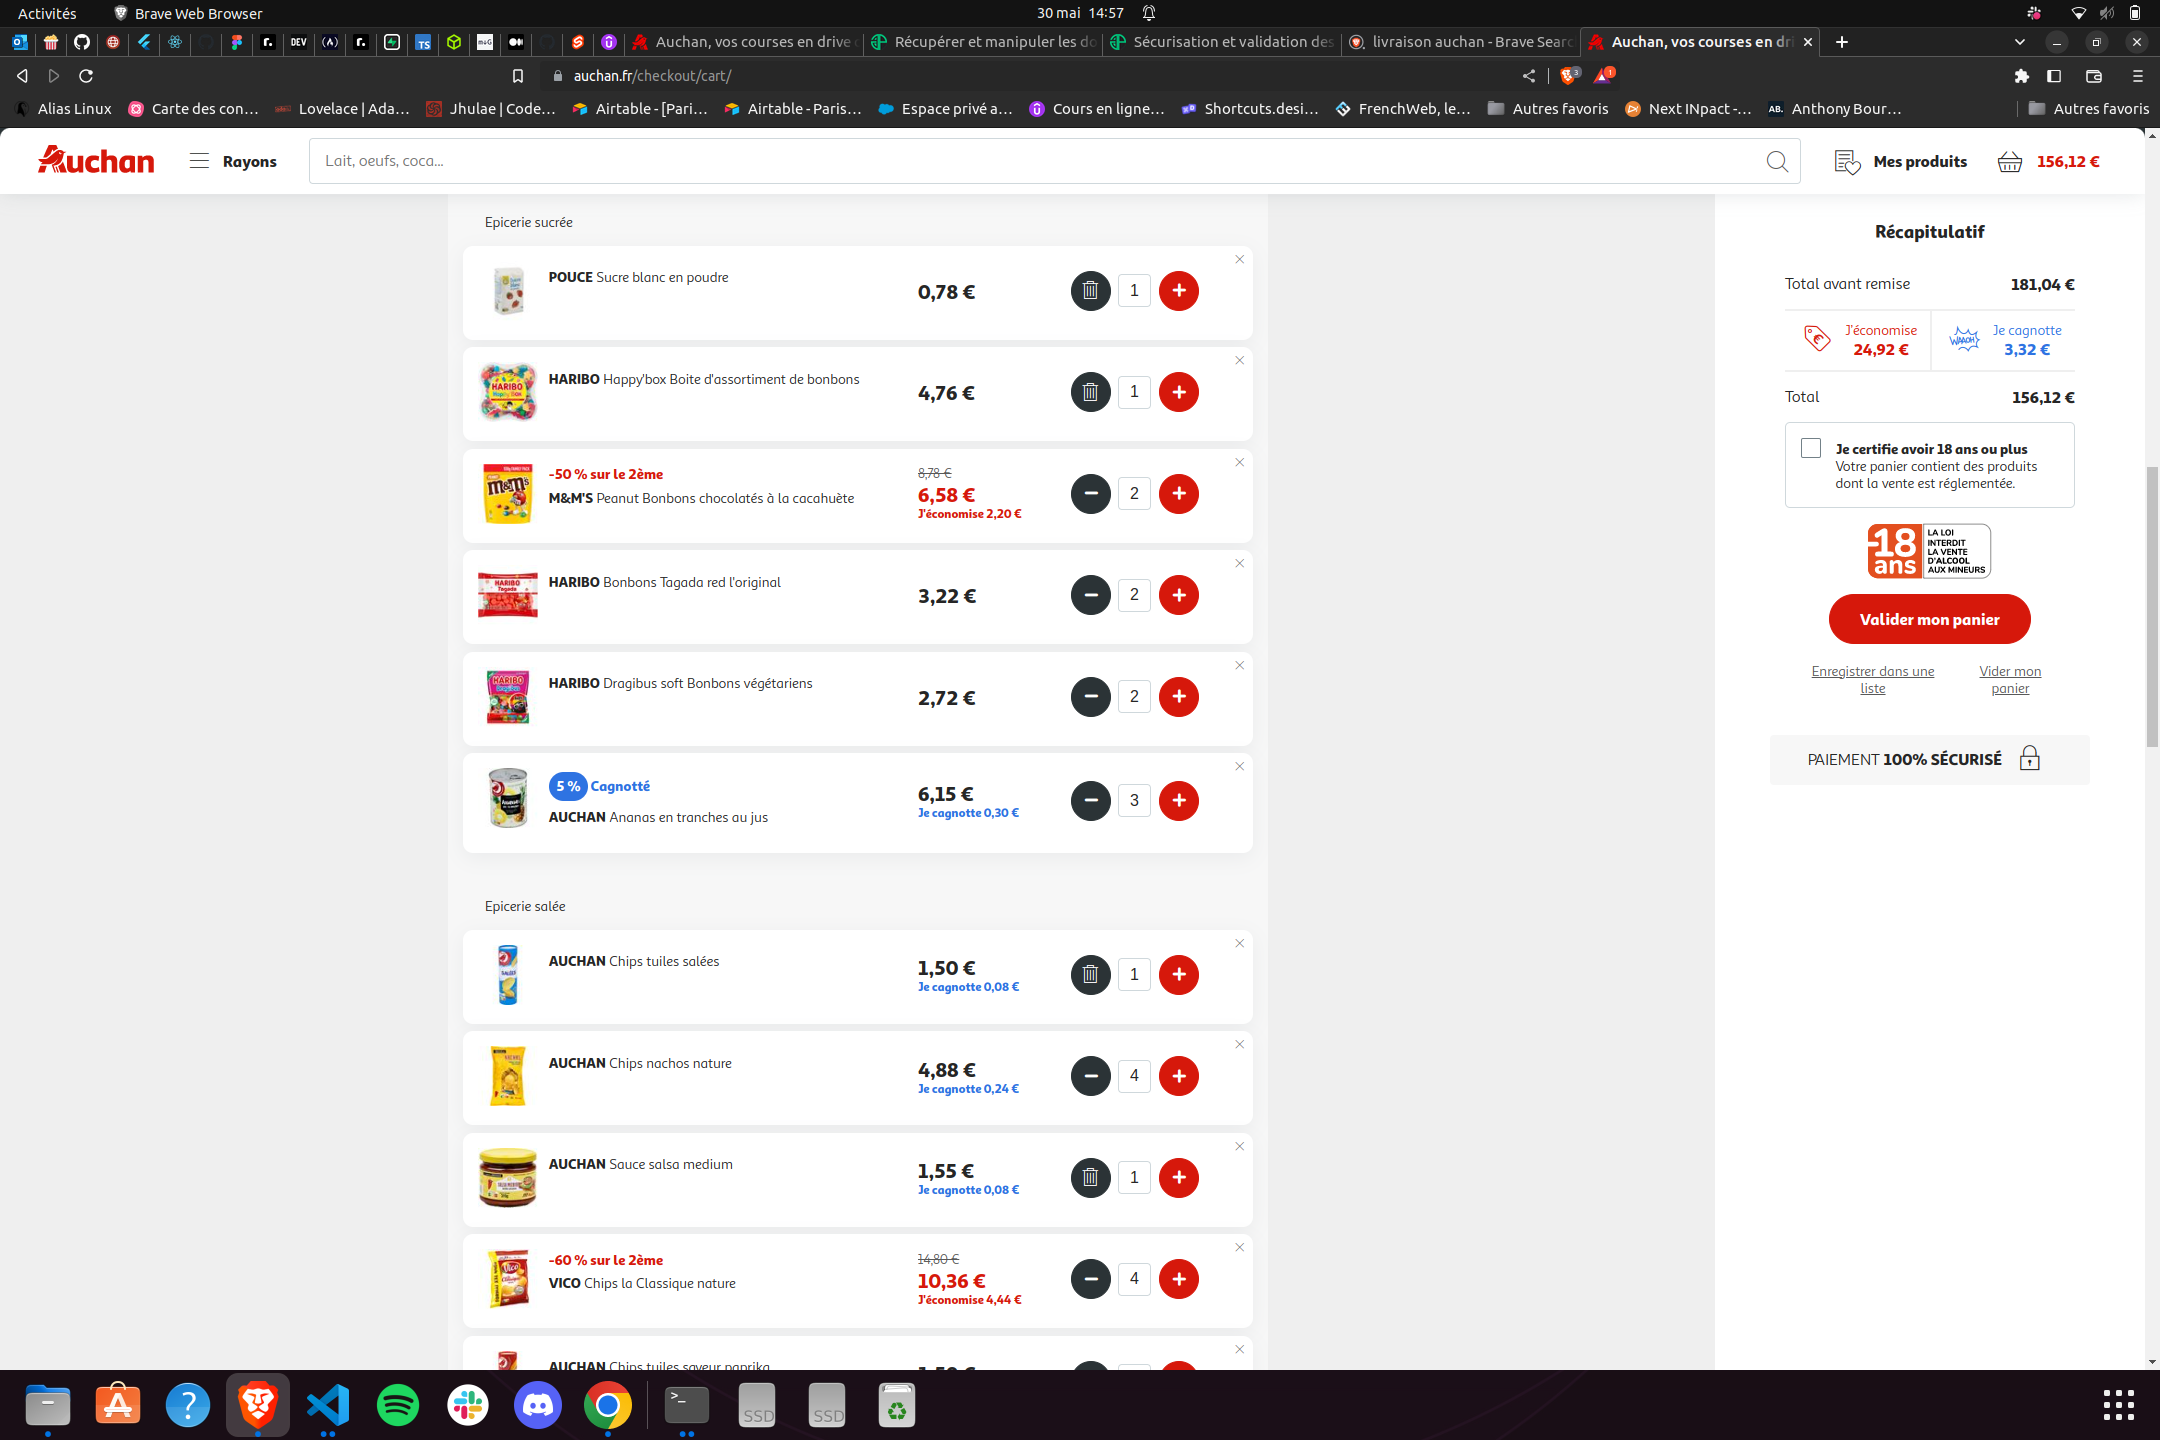 Activités
Brave Web Browser
30 mai 14:57
Auchan, vos courses en drive
Récupérer et manipuler les do
Sécurisation et validation des
livraison auchan - Brave Searc
Auchan, vos courses en dri
auchan.fr/checkout/cart/
Alias Linux
Carte des con...
Lovelace | Ada...
Jhulae | Code...
Airtable - [Pari...
Airtable - Paris...
Espace privé a...
Cours en ligne...
Shortcuts.desi...
FrenchWeb, le...
Autres favoris
Next INpact -...
Anthony Bour...
Autres favoris
Auchan
Rayons
Lait, oeufs, coca...
Mes produits
156,12 €
Epicerie sucrée
POUCE Sucre blanc en poudre
0,78 €
1
HARIBO Happy'box Boite d'assortiment de bonbons
4,76 €
1
-50 % sur le 2ème
M&M'S Peanut Bonbons chocolatés à la cacahuète
8,78 €
6,58 €
J'économise 2,20 €
2
HARIBO Bonbons Tagada red l'original
3,22 €
2
HARIBO Dragibus soft Bonbons végétariens
2,72 €
2
5 % Cagnotté
AUCHAN Ananas en tranches au jus
6,15 €
Je cagnotte 0,30 €
3
Epicerie salée
AUCHAN Chips tuiles salées
1,50 €
Je cagnotte 0,08 €
1
AUCHAN Chips nachos nature
4,88 €
Je cagnotte 0,24 €
4
AUCHAN Sauce salsa medium
1,55 €
Je cagnotte 0,08 €
1
-60 % sur le 2ème
VICO Chips la Classique nature
14,80 €
10,36 €
J'économise 4,44 €
4
AUCHAN Chips tuiles saveur paprika
Récapitulatif
Total avant remise
181,04 €
J'économise
24,92 €
WAAOH!
Je cagnotte
3,32 €
Total
156,12 €
Je certifie avoir 18 ans ou plus
Votre panier contient des produits
dont la vente est réglementée.
-18
ans
LA LOI
INTERDIT
LA VENTE
D'ALCOOL
AUX MINEURS
Valider mon panier
Enregistrer dans une
liste
Vider mon
panier
PAIEMENT 100% SÉCURISÉ
SSD
SSD